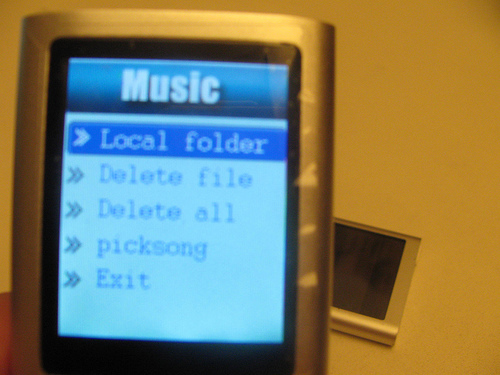 Music
Local folder
Delete file
Delete all
picksong
Exit